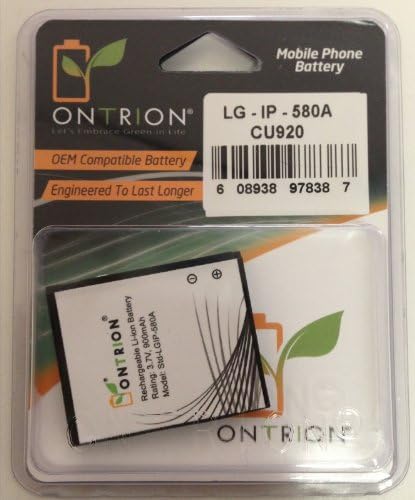 Mobile Phone
Battery
ONTRION®
Let's Embrace Green in Life
OEM Compatible Battery
Engineered To Last Longer
LG - IP - 580A
CU920
6 08938 97838 7
ONTRION®
Rechargeable Li-ion Battery
Rating: 3.7V, 900mAh
Model: Std-LGIP-580A
ONTRION®